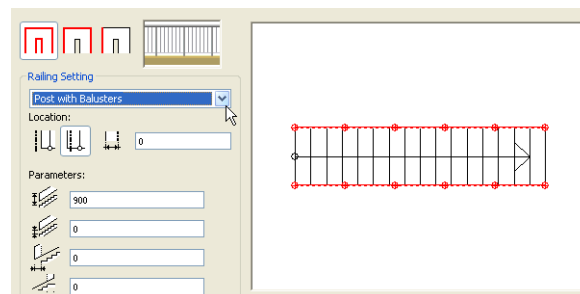 Railing Setting
Post with Balusters
Location:
0
Parameters:
900
0
0
0